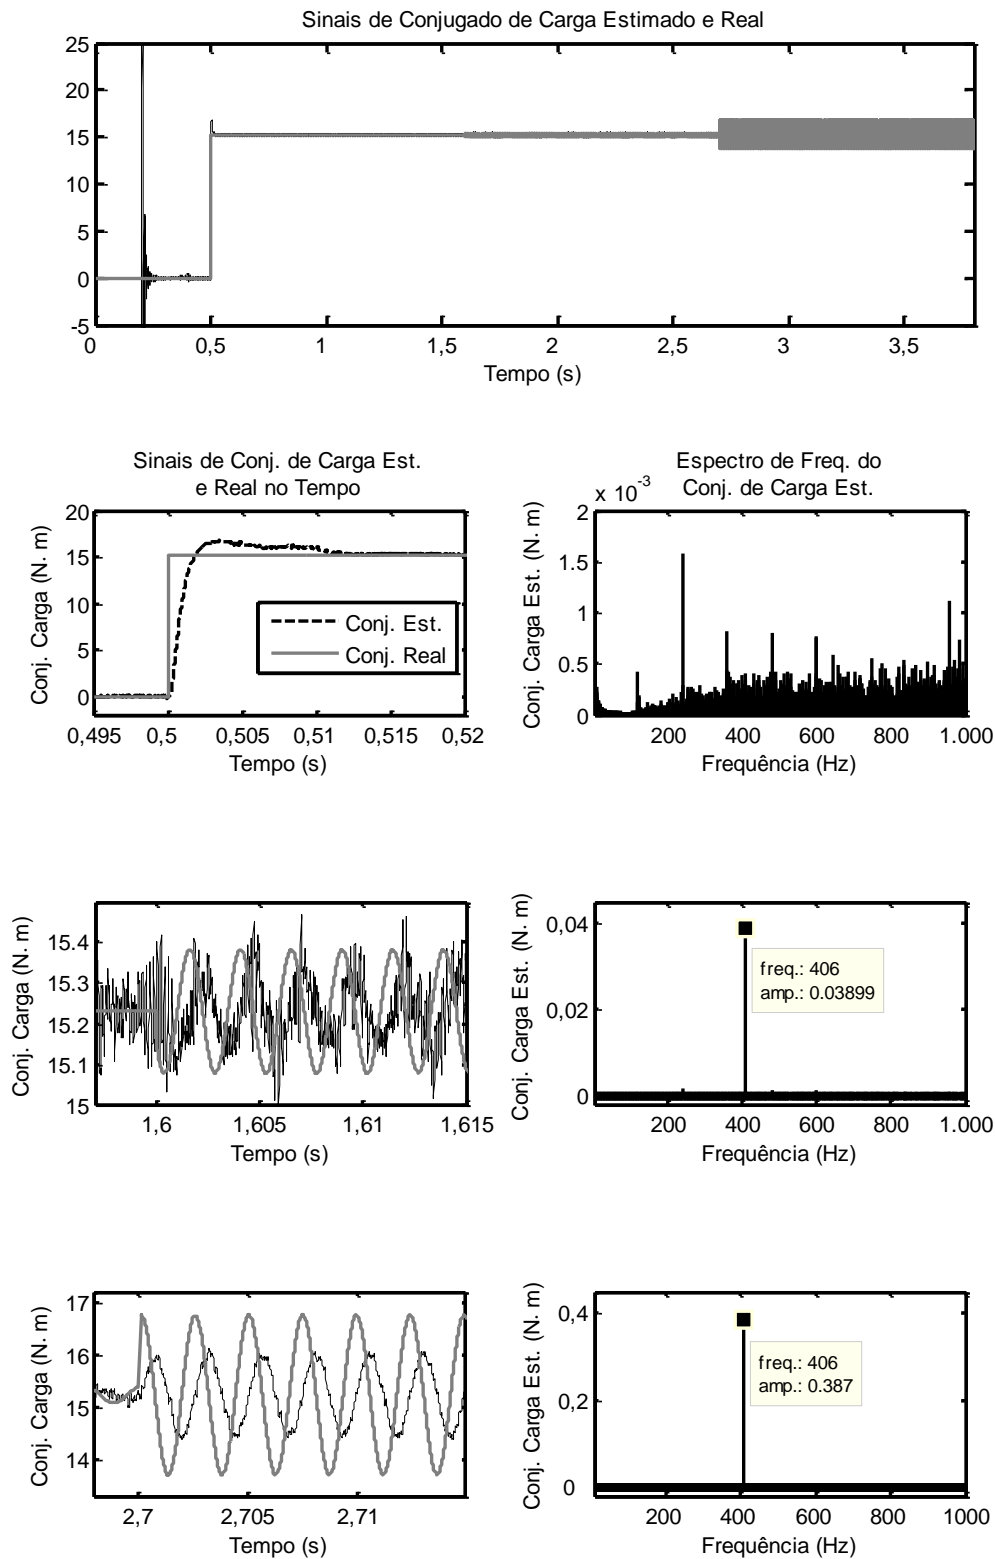 Sinais de Conjugado de Carga Estimado e Real
25
20
15
10
5
0
-5
0 0,5 1 1,5 2 2,5 3 3,5
Tempo (s)
Sinais de Conj. de Carga Est.
e Real no Tempo
Conj. Carga (N. m)
20
15
10
5
0
Conj. Est.
Conj. Real
0,495 0,5 0,505 0,51 0,515 0,52
Tempo (s)
Espectro de Freq. do
Conj. de Carga Est.
x 10-3
Conj. Carga Est. (N. m)
2
1.5
1
0.5
0
200 400 600 800 1.000
Frequência (Hz)
Conj. Carga (N. m)
15.4
15.3
15.2
15.1
15
1,6 1,605 1,61 1,615
Tempo (s)
Conj. Carga Est. (N. m)
0,04
0,02
0
freq.: 406
amp.: 0.03899
200 400 600 800 1.000
Frequência (Hz)
Conj. Carga (N. m)
17
16
15
14
2,7 2,705 2,71
Tempo (s)
Conj. Carga Est. (N. m)
0,4
0,2
0
freq.: 406
amp.: 0.387
200 400 600 800 1000
Frequência (Hz)